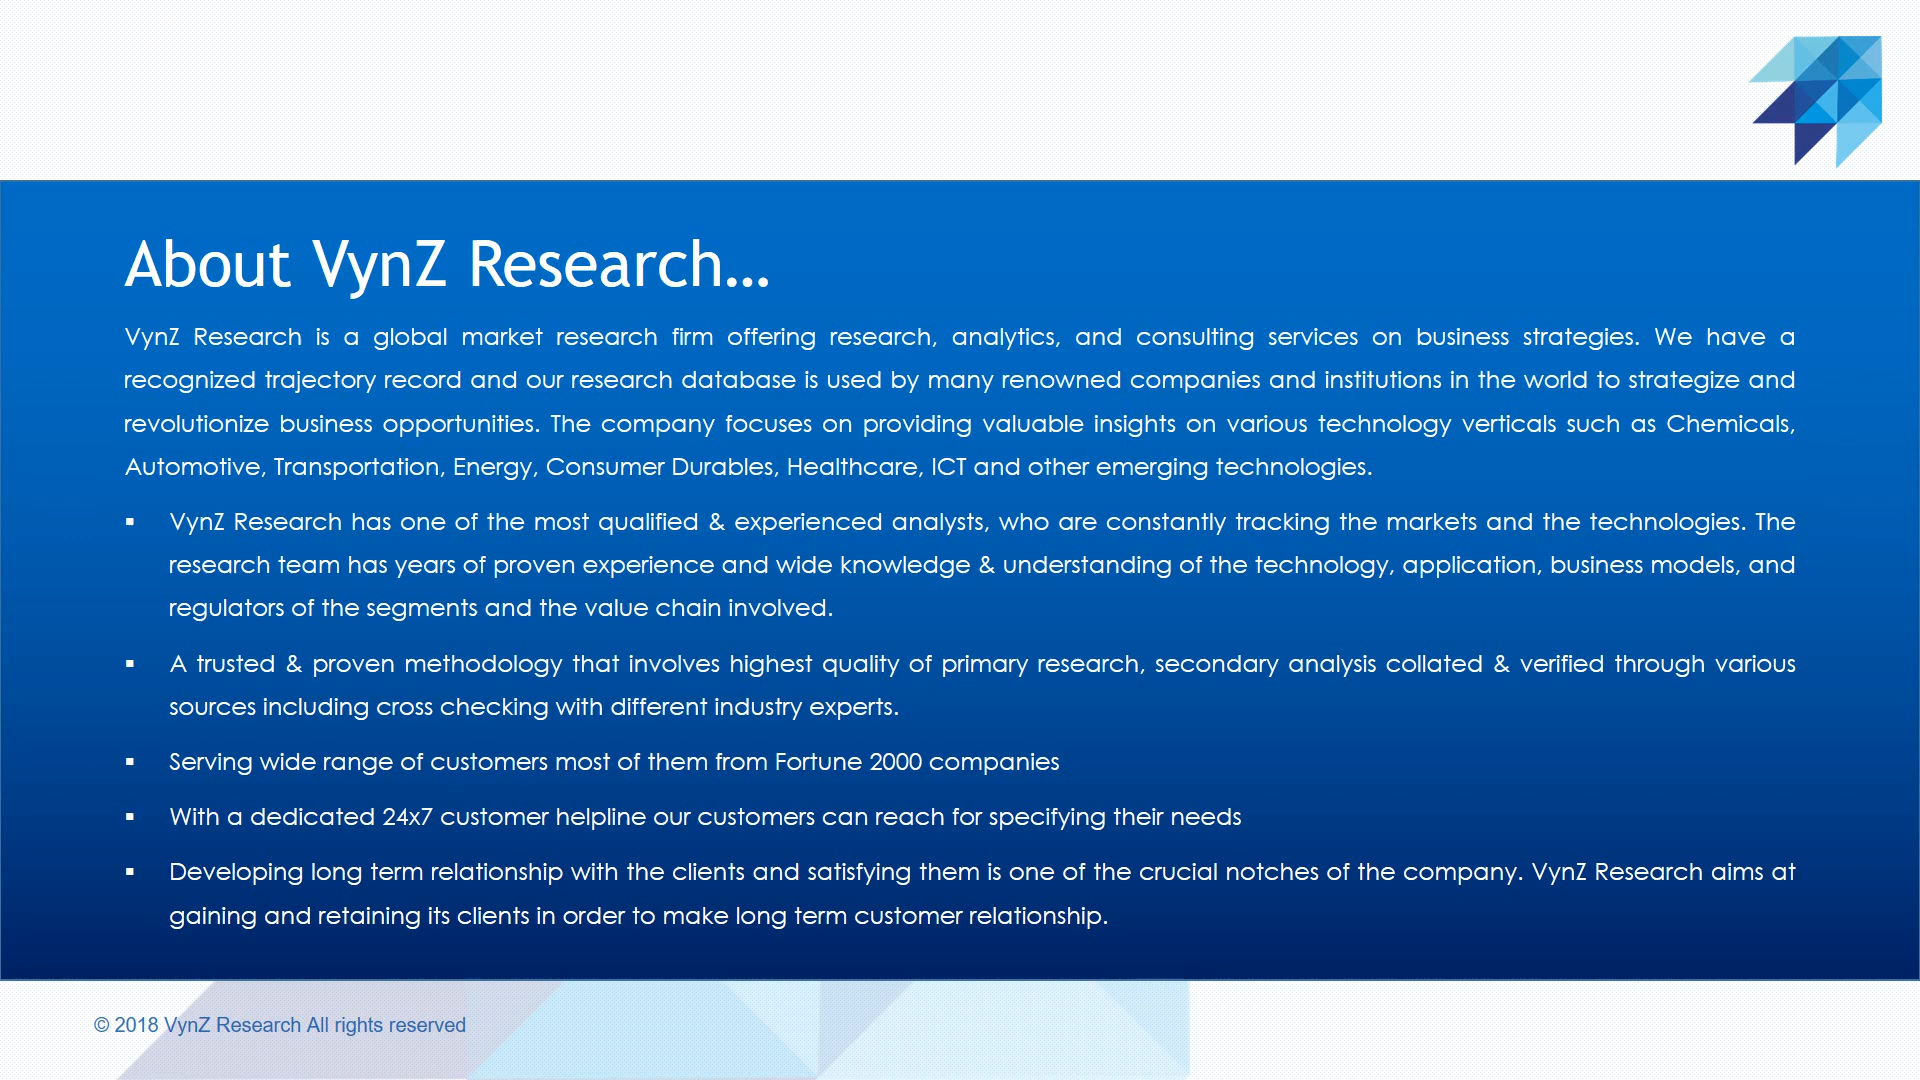 About VynZ Research...
VynZ Research is a global market research firm offering research, analytics, and consulting services on business strategies. We have a
recognized trajectory record and our research database is used by many renowned companies and institutions in the world to strategize and
revolutionize business opportunities. The company focuses on providing valuable insights on various technology verticals such as Chemicals,
Automotive, Transportation, Energy, Consumer Durables, Healthcare, ICT and other emerging technologies.
▪ VynZ Research has one of the most qualified & experienced analysts, who are constantly tracking the markets and the technologies. The
research team has years of proven experience and wide knowledge & understanding of the technology, application, business models, and
regulators of the segments and the value chain involved.
▪ A trusted & proven methodology that involves highest quality of primary research, secondary analysis collated & verified through various
sources including cross checking with different industry experts.
▪ Serving wide range of customers most of them from Fortune 2000 companies
▪ With a dedicated 24x7 customer helpline our customers can reach for specifying their needs
▪ Developing long term relationship with the clients and satisfying them is one of the crucial notches of the company. VynZ Research aims at
gaining and retaining its clients in order to make long term customer relationship.
© 2018 VynZ Research All rights reserved